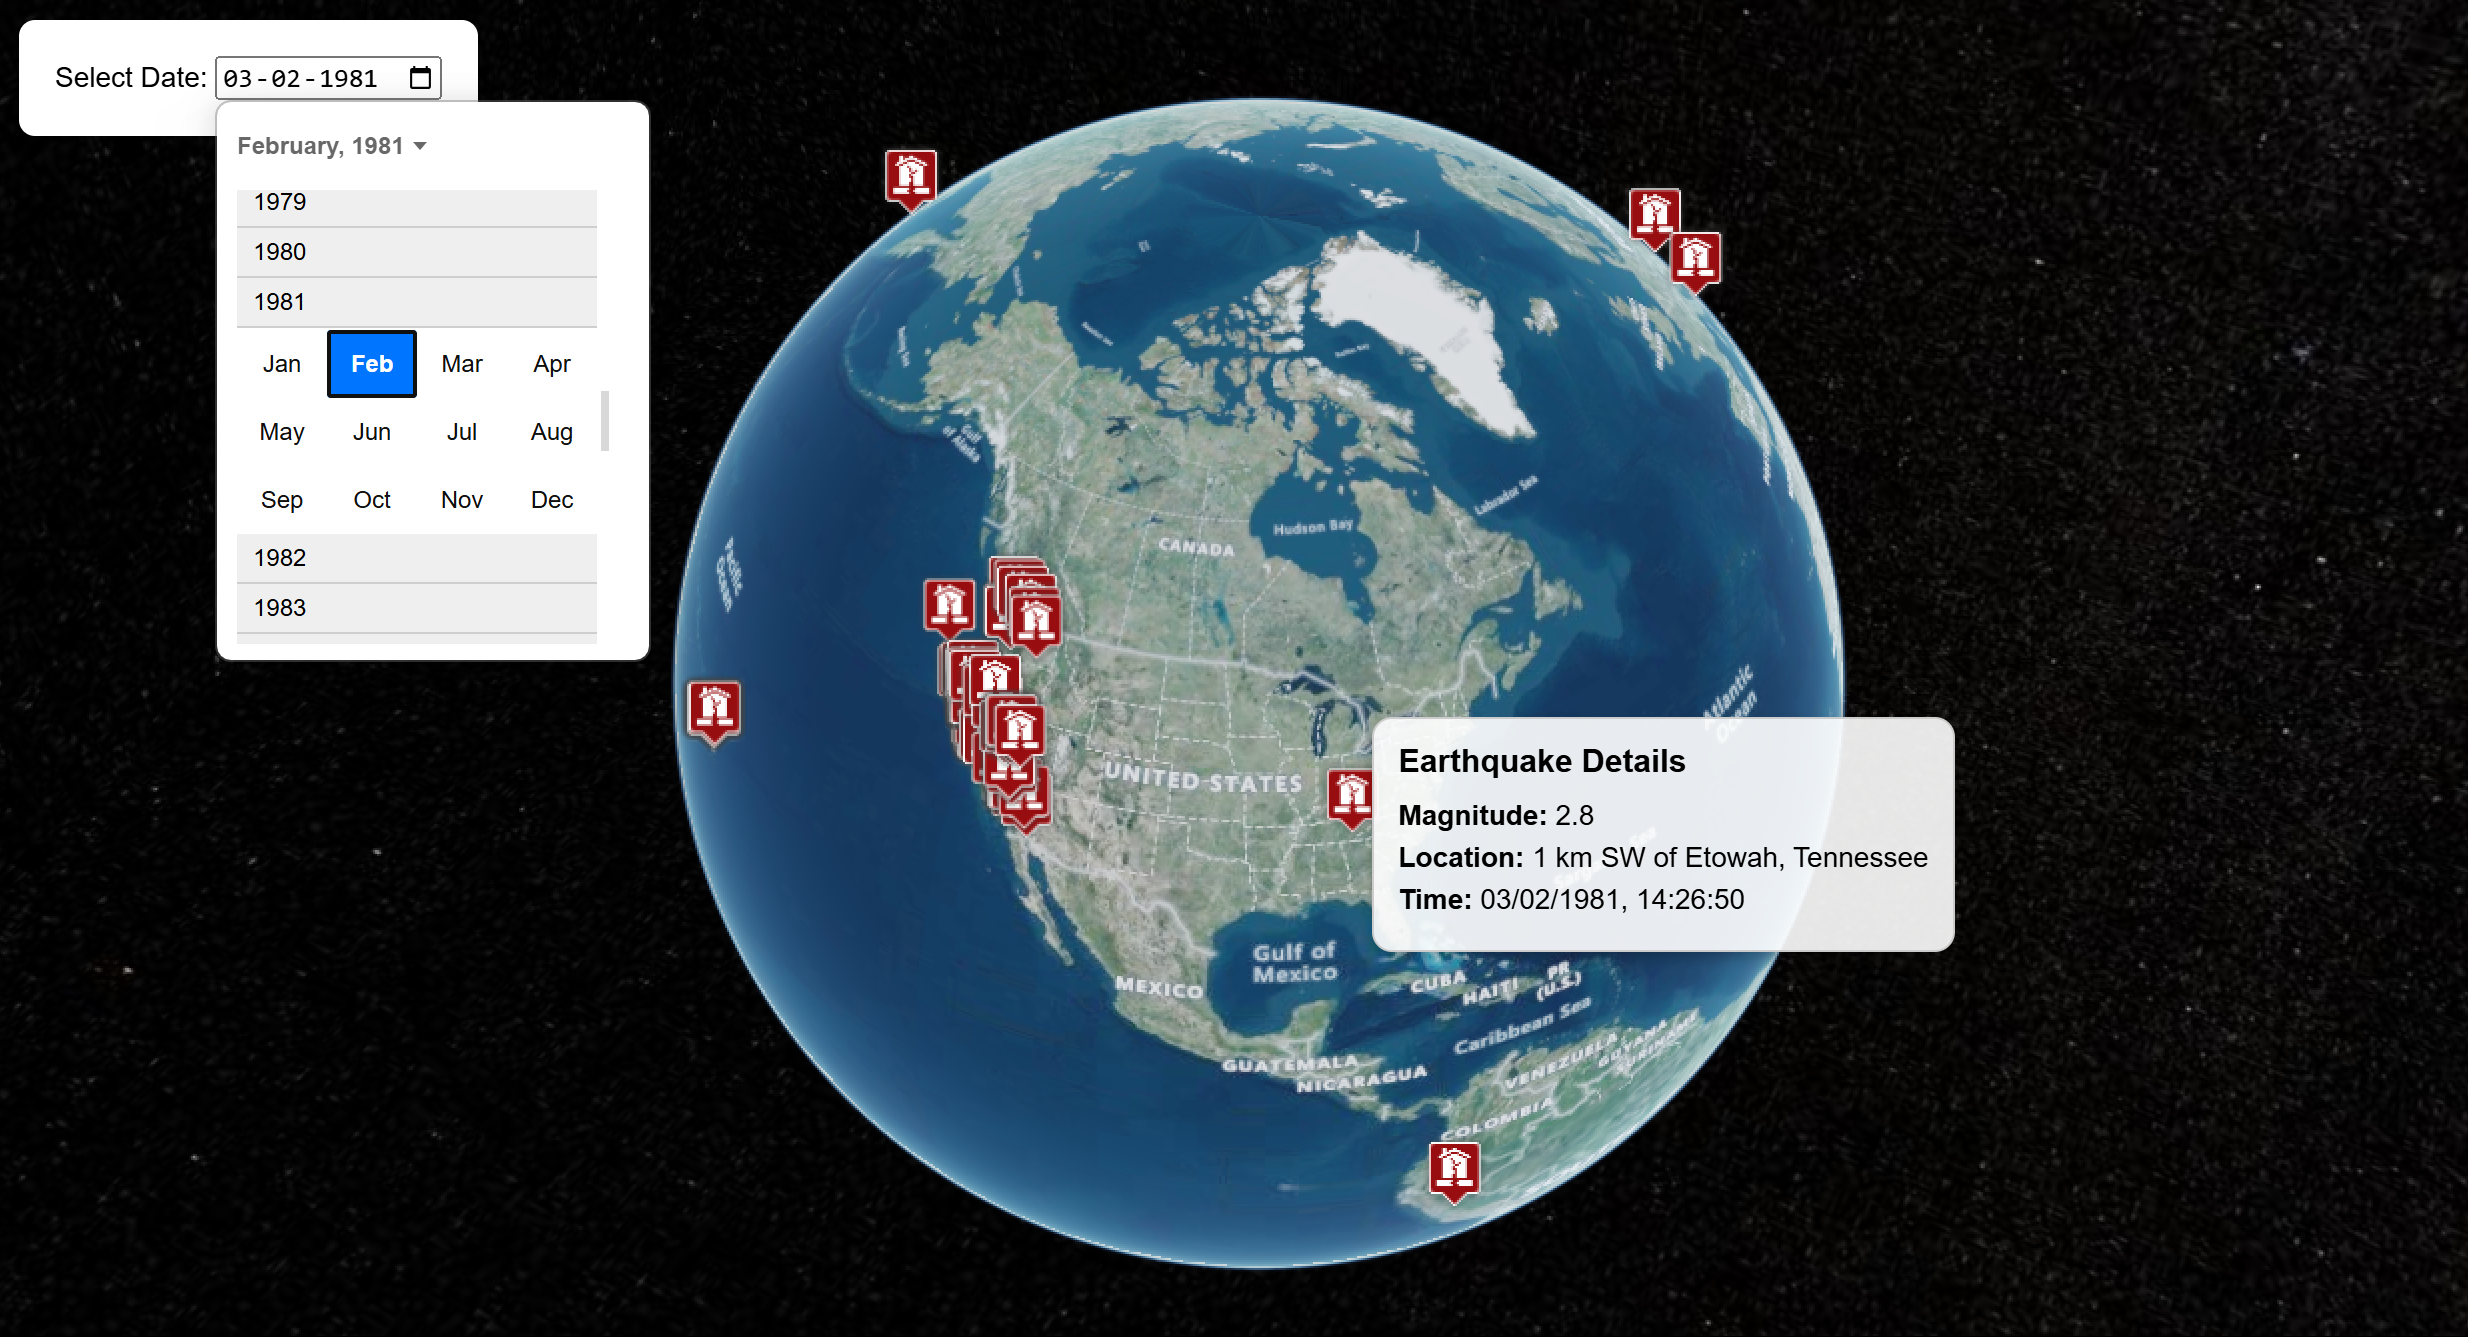 Select Date: 03-02-1981
February, 1981
1979
1980
1981
Jan Feb Mar Apr
May Jun Jul Aug
Sep Oct Nov Dec
1982
1983
Gulf
of Alaska
Pacific
Ocean
CANADA
Hudson Bay
Labrador Sea
UNITED STATES
Atlantic
Ocean
Earthquake Details
Magnitude: 2.8
Location: 1 km SW of Etowah, Tennessee
Time: 03/02/1981, 14:26:50
Gulf of
Mexico
MEXICO
CUBA
HAITI
PR
(U.S.)
Caribbean Sea
GUATEMALA
NICARAGUA
VENEZUELA
GUYANA
SURINAME
COLOMBIA